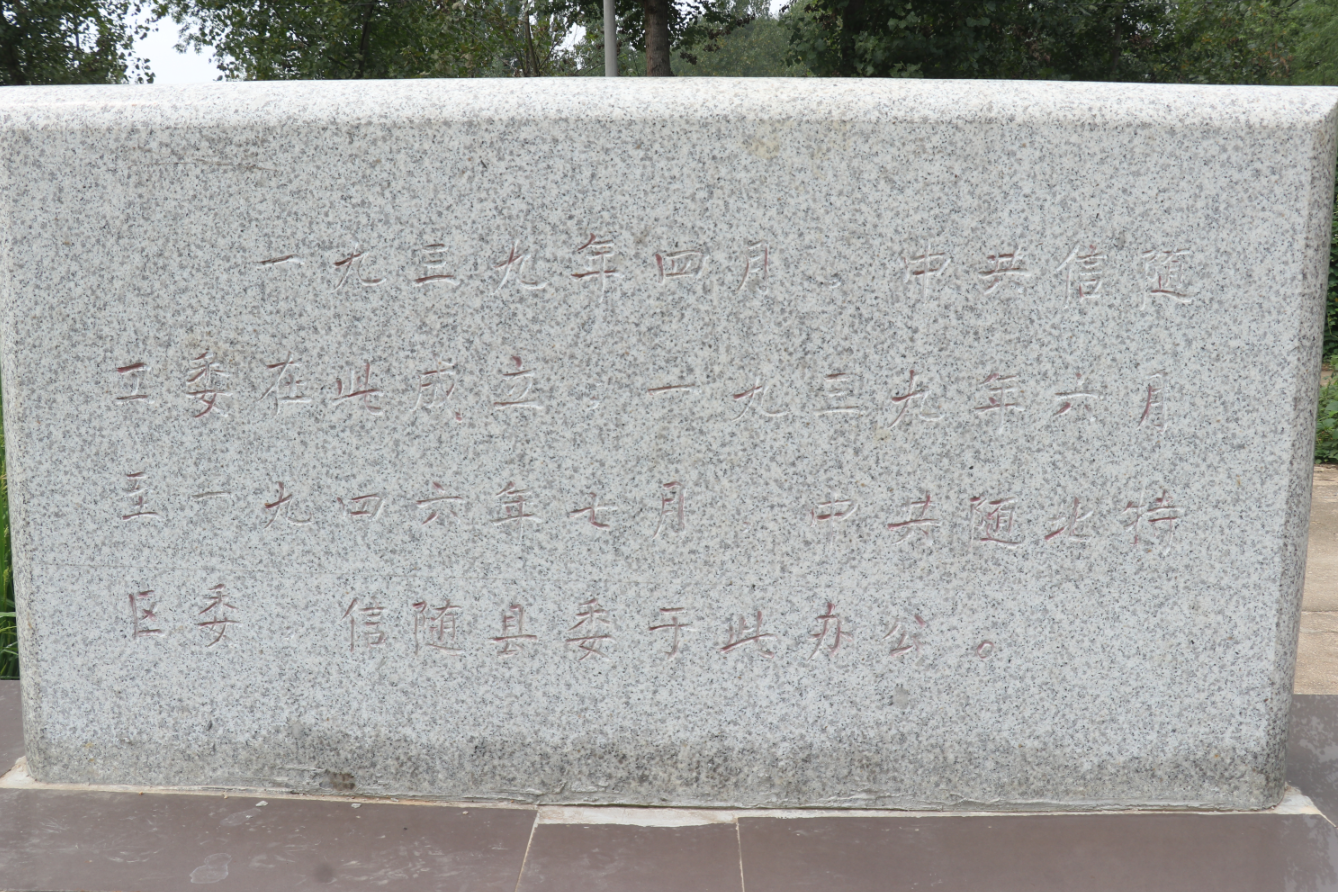 一九三九年四月，中共信随
工委在此成立，一九三九年六月
至一九四六年七月，中共随北特
区委 信随县委于此办公。